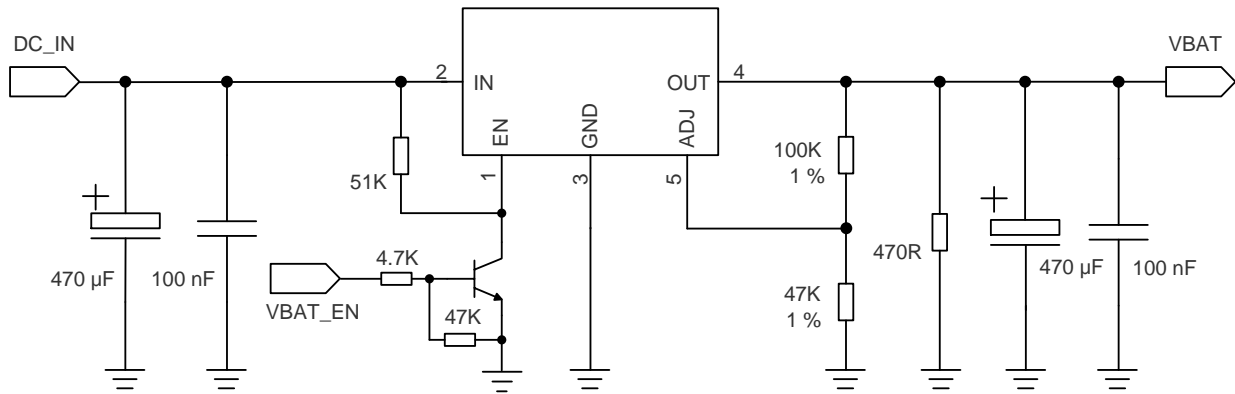 DC_IN
VBAT
2
IN
OUT
4
EN
GND
ADJ
1
3
5
51K
100K
1 %
+
+
4.7K
470R
470 µF
100 nF
VBAT_EN
47K
47K
1 %
470 µF
100 nF